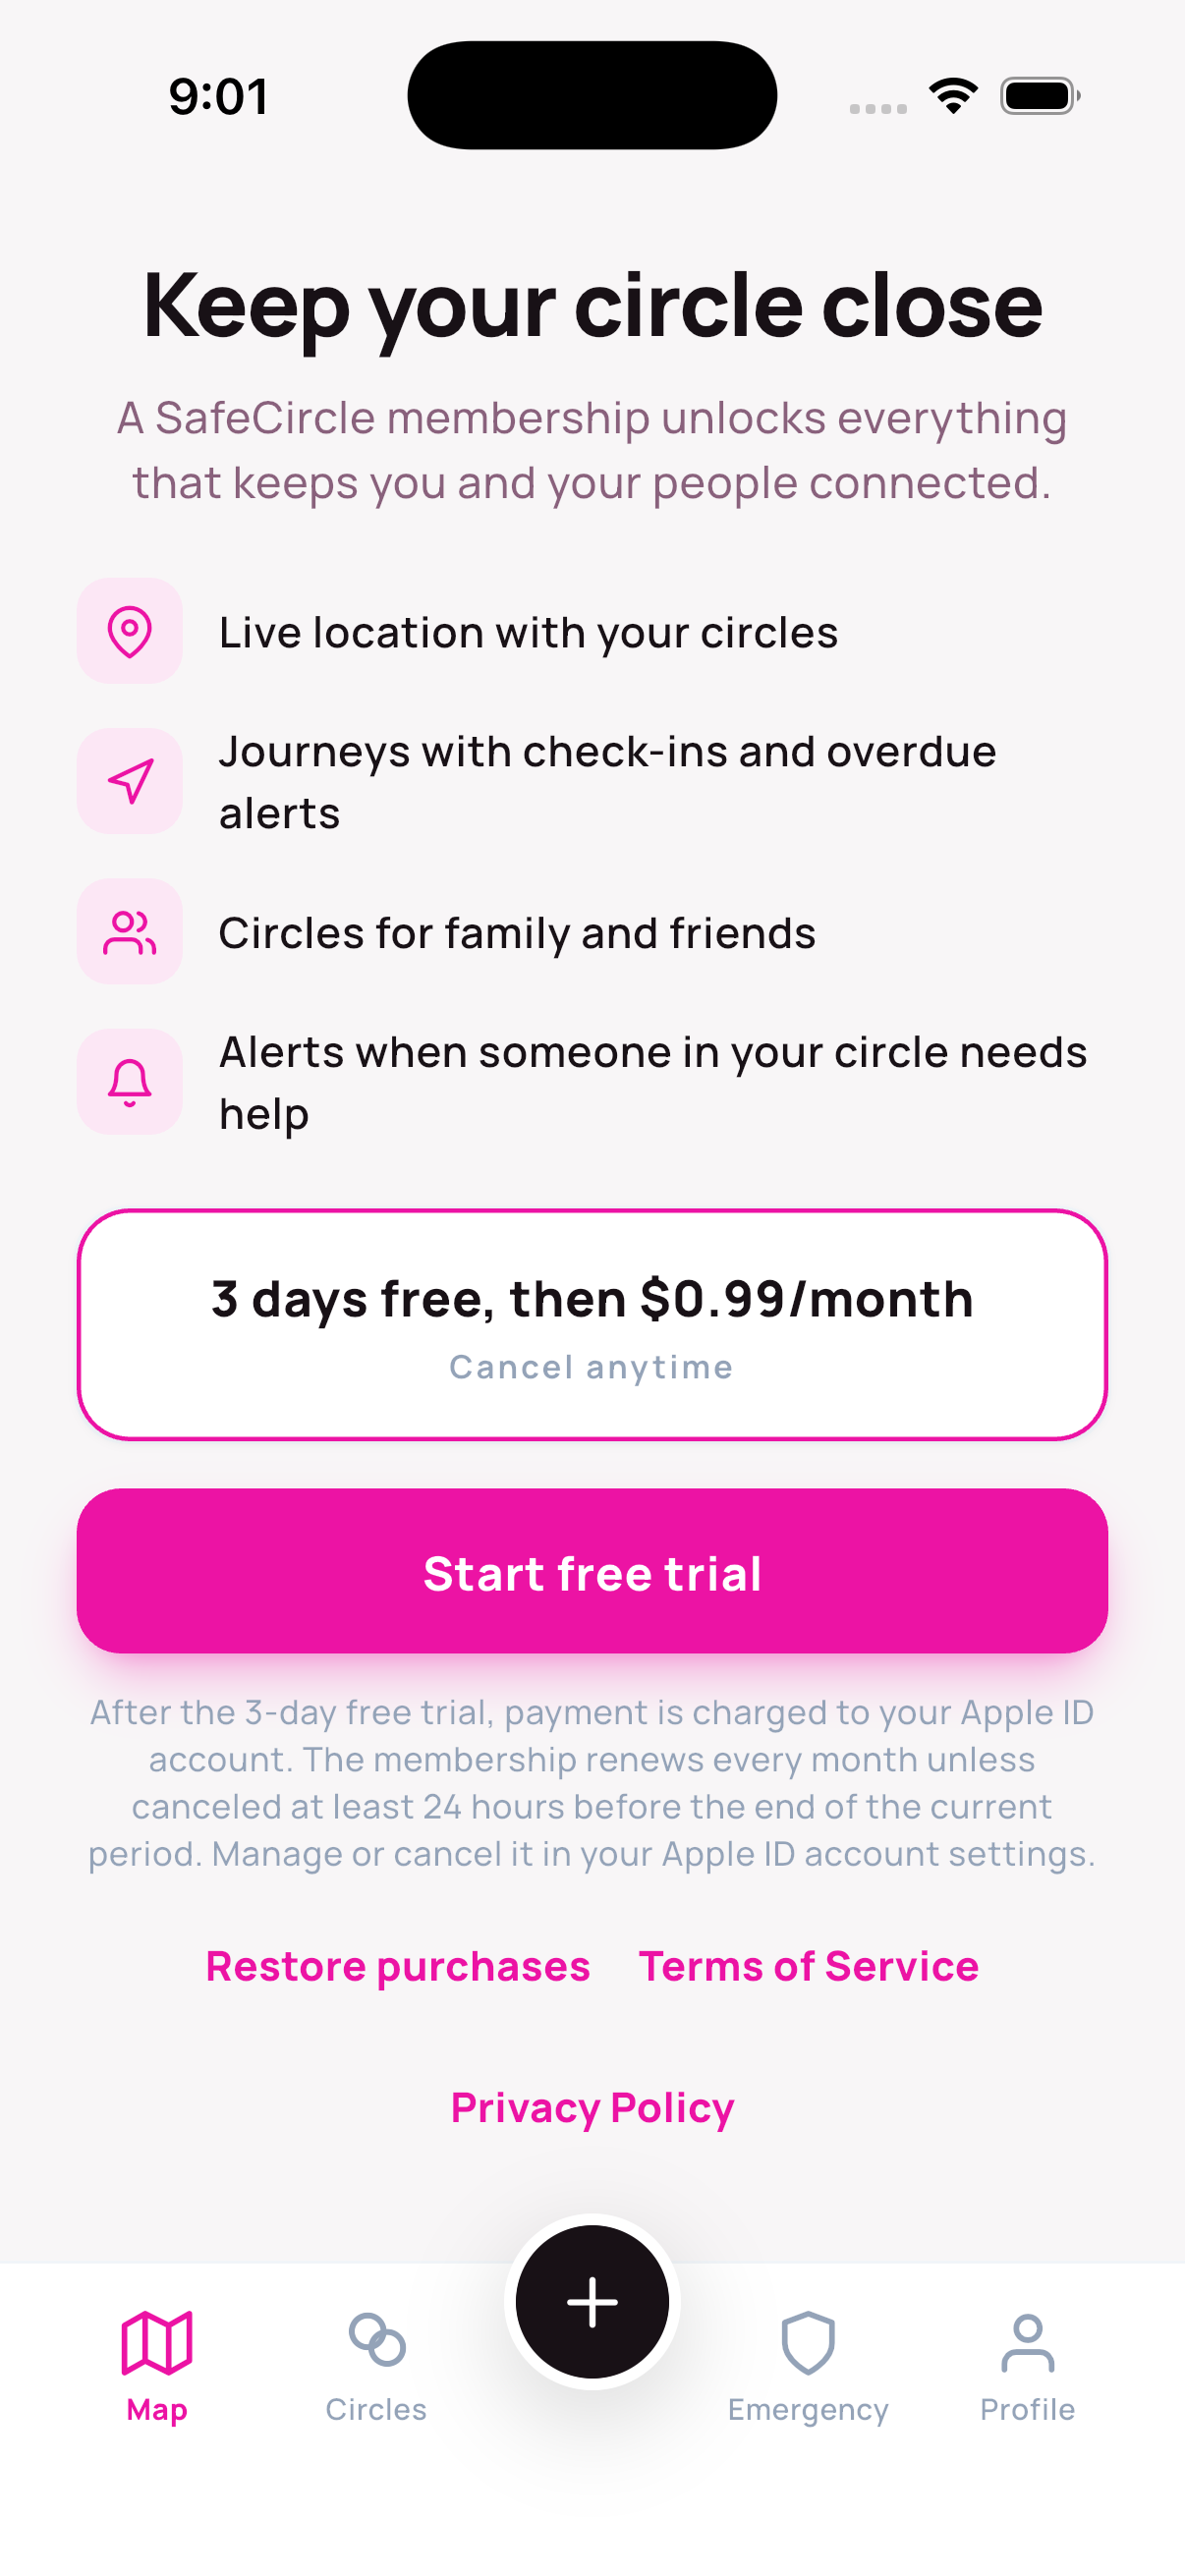 9:01
Keep your circle close
A SafeCircle membership unlocks everything
that keeps you and your people connected.
Live location with your circles
Journeys with check-ins and overdue
alerts
Circles for family and friends
Alerts when someone in your circle needs
help
3 days free, then $0.99/month
Cancel anytime
Start free trial
After the 3-day free trial, payment is charged to your Apple ID
account. The membership renews every month unless
canceled at least 24 hours before the end of the current
period. Manage or cancel it in your Apple ID account settings.
Restore purchases Terms of Service
Privacy Policy
Map Circles Emergency Profile